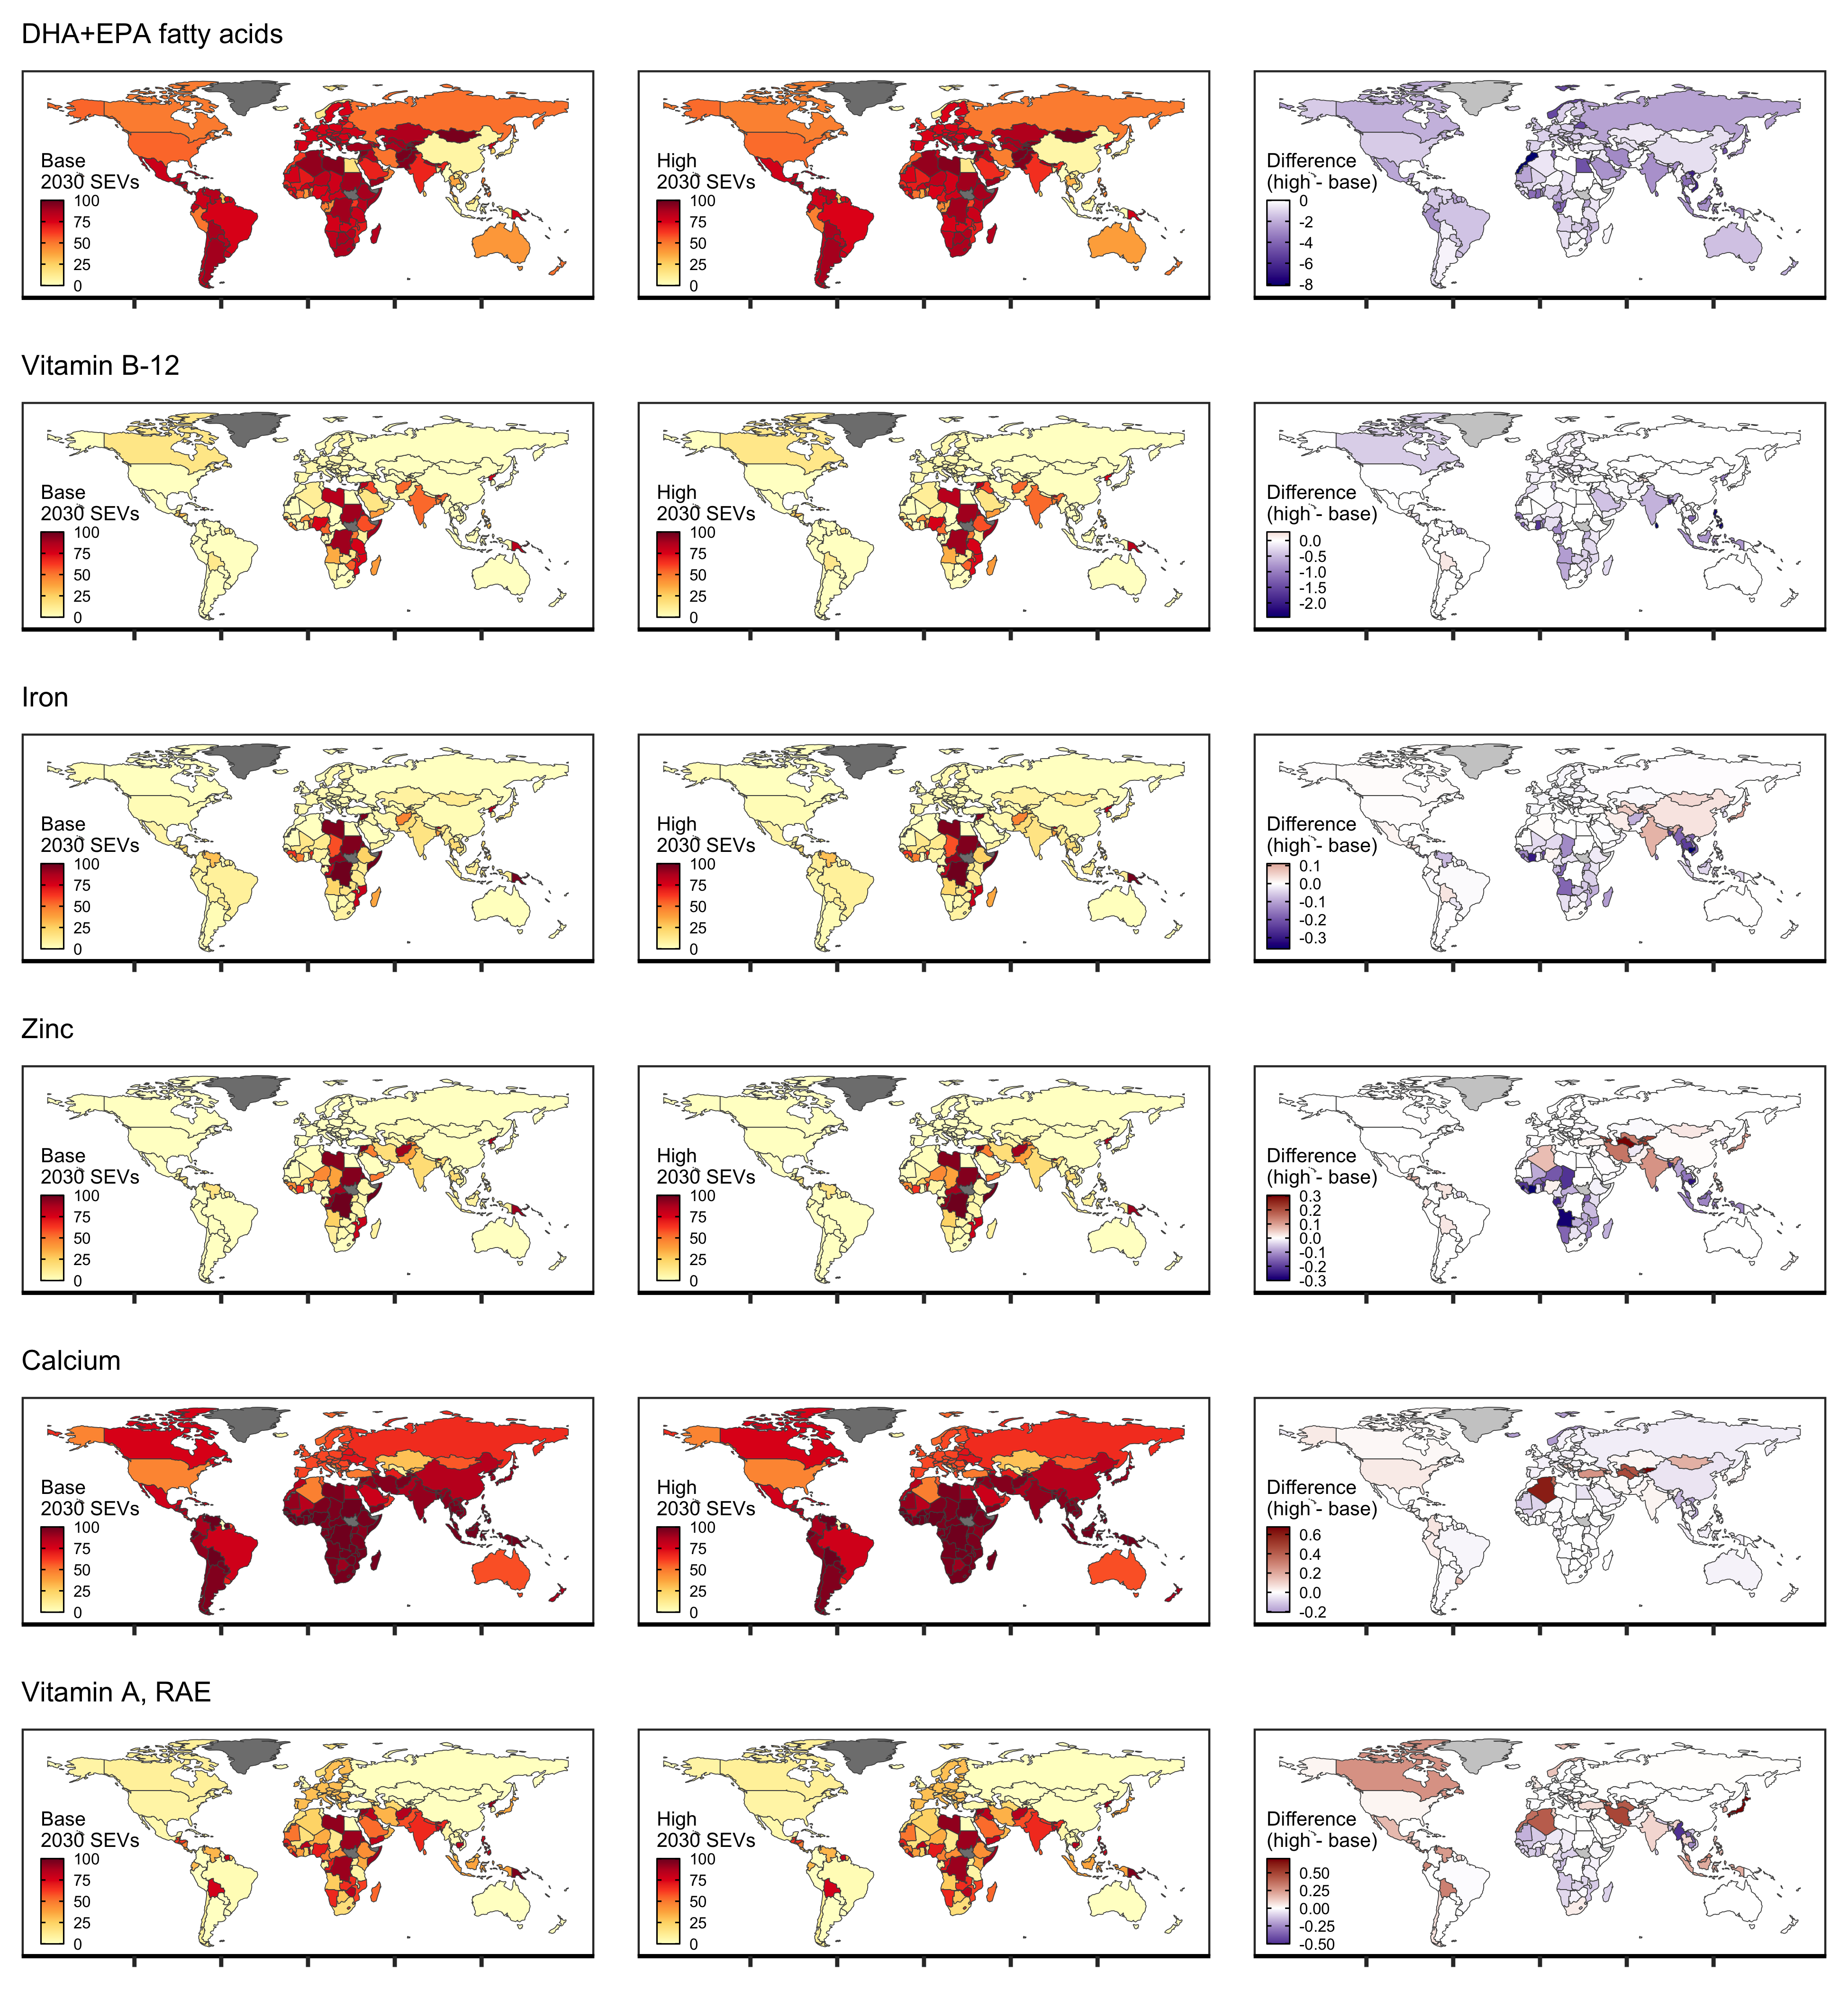 DHA+EPA fatty acids
Base
2030 SEVs
100
75
50
25
0
High
2030 SEVs
100
75
50
25
0
Difference
(high - base)
0
-2
-4
-6
-8
Vitamin B-12
Base
2030 SEVs
100
75
50
25
0
High
2030 SEVs
100
75
50
25
0
Difference
(high - base)
0.0
-0.5
-1.0
-1.5
-2.0
Iron
Base
2030 SEVs
100
75
50
25
0
High
2030 SEVs
100
75
50
25
0
Difference
(high - base)
0.1
0.0
-0.1
-0.2
-0.3
Zinc
Base
2030 SEVs
100
75
50
25
0
High
2030 SEVs
100
75
50
25
0
Difference
(high - base)
0.3
0.2
0.1
0.0
-0.1
-0.2
-0.3
Calcium
Base
2030 SEVs
100
75
50
25
0
High
2030 SEVs
100
75
50
25
0
Difference
(high - base)
0.6
0.4
0.2
0.0
-0.2
Vitamin A, RAE
Base
2030 SEVs
100
75
50
25
0
High
2030 SEVs
100
75
50
25
0
Difference
(high - base)
0.50
0.25
0.00
-0.25
-0.50